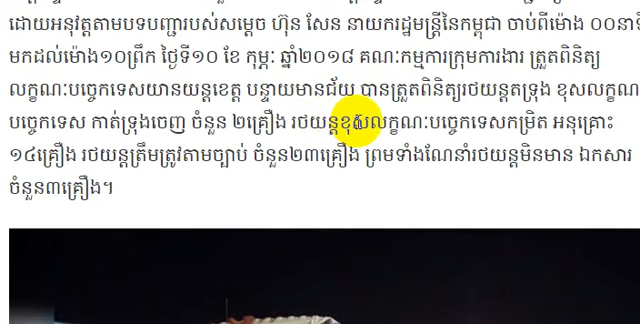 ដោយអនុវត្តតាមបទបញ្ជារបស់សម្តេច ហ៊ុន សែន នាយករដ្ឋមន្ត្រីនៃកម្ពុជា ចាប់ពីម៉ោង ០០នាទី
មកដល់ម៉ោង១០ព្រឹក ថ្ងៃទី១០ ខែ កុម្ភៈ ឆ្នាំ២០១៨ គណៈកម្មការក្រុមការងារ ត្រួតពិនិត្យ
លក្ខណៈបច្ចេកទេសយានយន្តខេត្ត បន្ទាយមានជ័យ បានត្រួតពិនិត្យរថយន្តតទ្រុង ខុសលក្ខណ
បច្ចេកទេស កាត់ទ្រុងចេញ ចំនួន ២គ្រឿង រថយន្តខុសលក្ខណៈបច្ចេកទេសកម្រិត អនុគ្រោះ
១៤គ្រឿង រថយន្តត្រឹមត្រូវតាមច្បាប់ ចំនួន២៣គ្រឿង ព្រមទាំងណែនាំរថយន្តមិនមាន ឯកសារ
ចំនួន៣គ្រឿង។